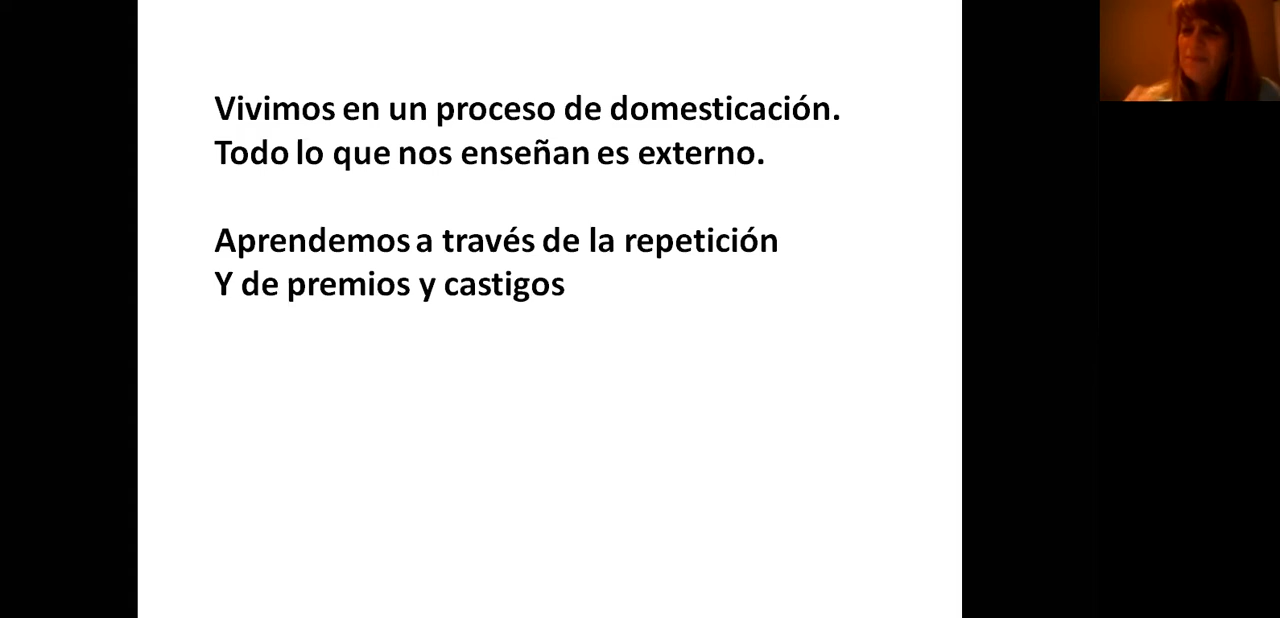 Vivimos en un proceso de domesticación.
Todo lo que nos enseñan es externo.
Aprendemos a través de la repetición
Y de premios y castigos